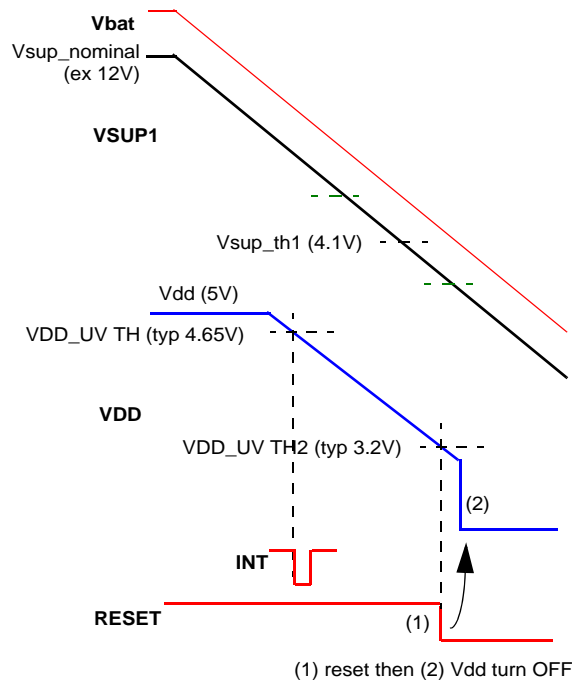 Vbat
Vsup_nominal
(ex 12V)
VSUP1
Vsup_th1 (4.1V)
Vdd (5V)
VDD_UV TH (typ 4.65V)
VDD
VDD_UV TH2 (typ 3.2V)
(2)
INT
RESET
(1)
(1) reset then (2) Vdd turn OFF